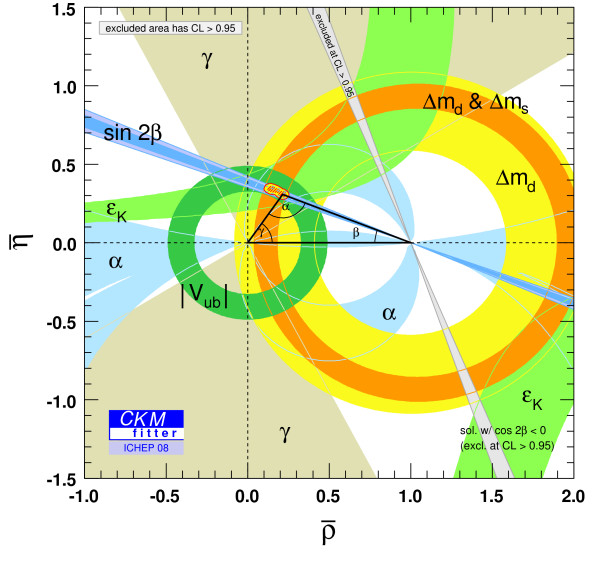 excluded area has CL > 0.95
excluded at CL > 0.95
γ
sin 2β
Δm_d & Δm_s
Δm_d
ε_K
α
α
γ
β
|V_ub|
α
ε_K
γ
sol. w/ cos 2β < 0
(excl. at CL > 0.95)
CKM
fitter
ICHEP 08
1.5
1.0
0.5
0.0
-0.5
-1.0
-1.5
η̅
-1.0 -0.5 0.0 0.5 1.0 1.5 2.0
ρ̅